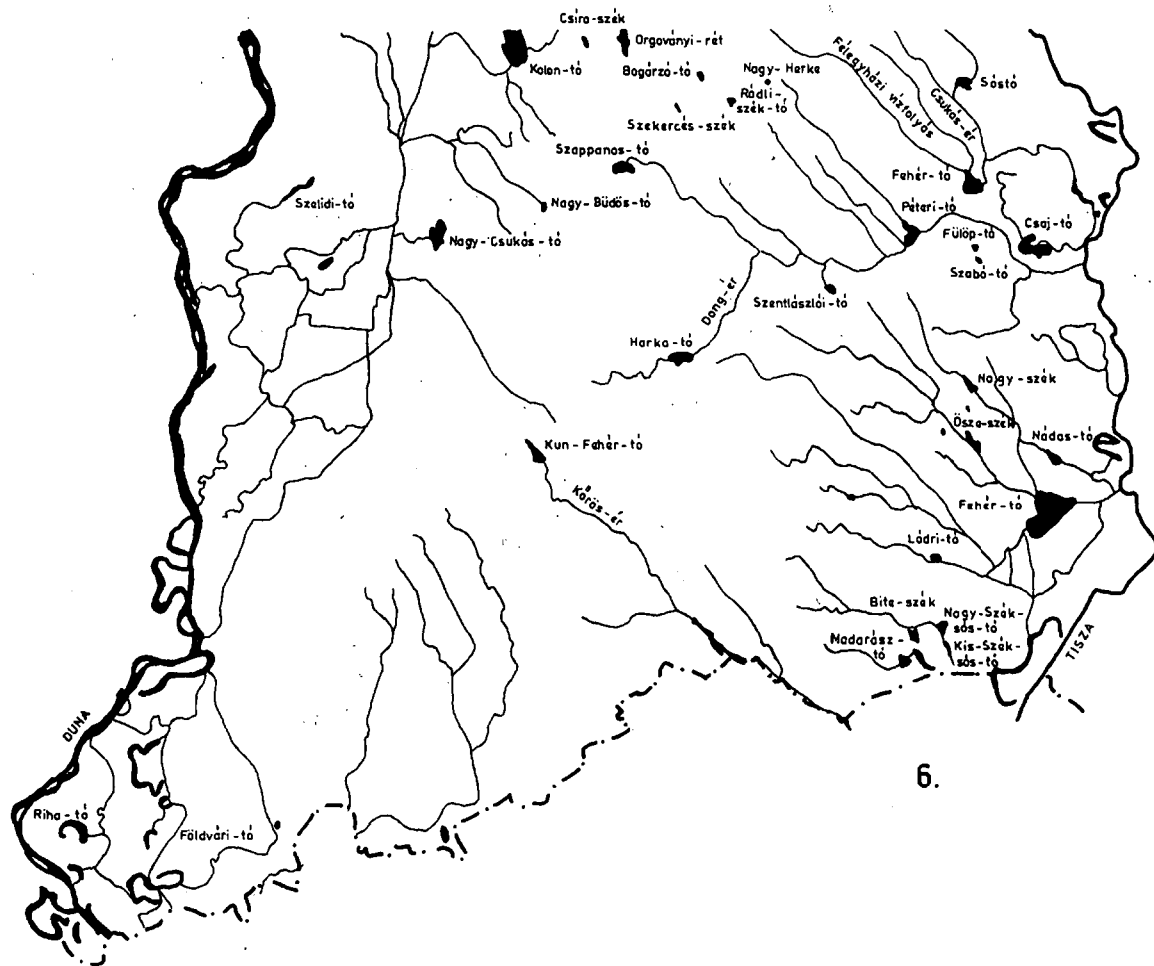 Csíra-szék
Orgoványi-rét
Kolon-tó
Bogárzó-tó
Nagy-Herke
Félegyházi vízfolyás
Csukás-ér
Sóstó
Rádli-
szék-tó
Szekercés-szék
Szappanos-tó
Fehér-tó
Szelidi-tó
Nagy-Büdös-tó
Péteri-tó
Csaj-tó
Nagy-Csukás-tó
Fülöp-tó
Szabó-tó
Szentlászlói-tó
Dong-ér
Harka-tó
Nagy-szék
Ősze-szék
Nádas-tó
Kun-Fehér-tó
Fehér-tó
Kőrös-ér
Lódri-tó
Bite-szék
Nagy-Szék-
sós-tó
Madarász-
tó
Kis-Szék-
sós-tó
TISZA
DUNA
6.
Riha-tó
Földvári-tó